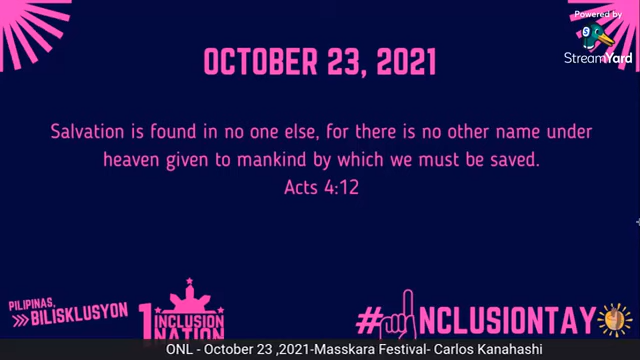 Powered by
StreamYard
OCTOBER 23, 2021
Salvation is found in no one else, for there is no other name under
heaven given to mankind by which we must be saved.
Acts 4:12
PILIPINAS,
BILISKLUSYON
1 INCLUSION
NATION
#1NCLUSIONTAYO
ONL - October 23 ,2021-Masskara Festival- Carlos Kanahashi